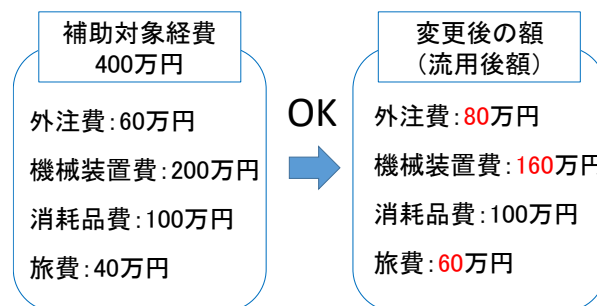 補助対象経費
400万円
外注費：60万円
機械装置費：200万円
消耗品費：100万円
旅費：40万円
OK
変更後の額
（流用後額）
外注費：80万円
機械装置費：160万円
消耗品費：100万円
旅費：60万円